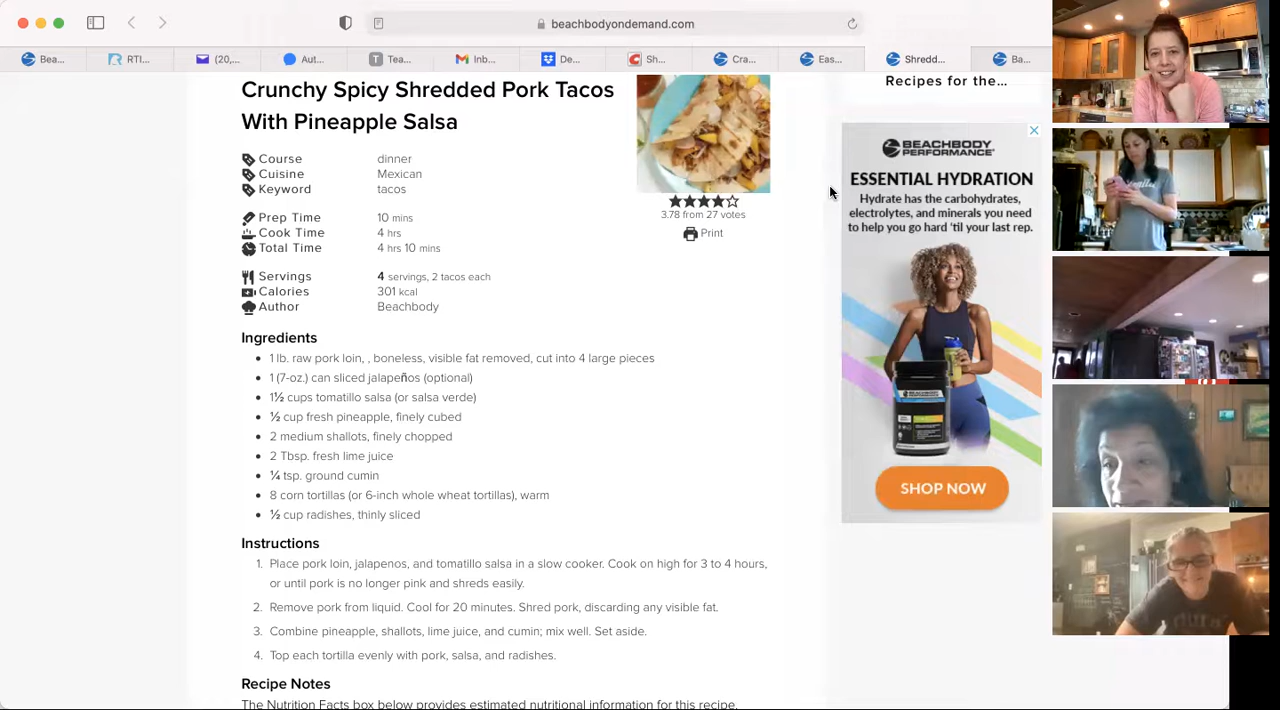 beachbodyondemand.com
Bea...
RTI...
(20,...
Aut...
Tea...
Inb...
De...
Sh...
Cra...
Eas...
Shredd...
Ba...
Crunchy Spicy Shredded Pork Tacos
With Pineapple Salsa
Course dinner
Cuisine Mexican
Keyword tacos
Prep Time 10 mins
Cook Time 4 hrs
Total Time 4 hrs 10 mins
Servings 4 servings, 2 tacos each
Calories 301 kcal
Author Beachbody
3.78 from 27 votes
Print
Ingredients
1 lb. raw pork loin, , boneless, visible fat removed, cut into 4 large pieces
1 (7-oz.) can sliced jalapeños (optional)
1½ cups tomatillo salsa (or salsa verde)
½ cup fresh pineapple, finely cubed
2 medium shallots, finely chopped
2 Tbsp. fresh lime juice
¼ tsp. ground cumin
8 corn tortillas (or 6-inch whole wheat tortillas), warm
½ cup radishes, thinly sliced
Instructions
1. Place pork loin, jalapenos, and tomatillo salsa in a slow cooker. Cook on high for 3 to 4 hours,
or until pork is no longer pink and shreds easily.
2. Remove pork from liquid. Cool for 20 minutes. Shred pork, discarding any visible fat.
3. Combine pineapple, shallots, lime juice, and cumin; mix well. Set aside.
4. Top each tortilla evenly with pork, salsa, and radishes.
Recipe Notes
The Nutrition Facts box below provides estimated nutritional information for this recipe.
Recipes for the...
BEACHBODY
PERFORMANCE
ESSENTIAL HYDRATION
Hydrate has the carbohydrates,
electrolytes, and minerals you need
to help you go hard 'til your last rep.
SHOP NOW